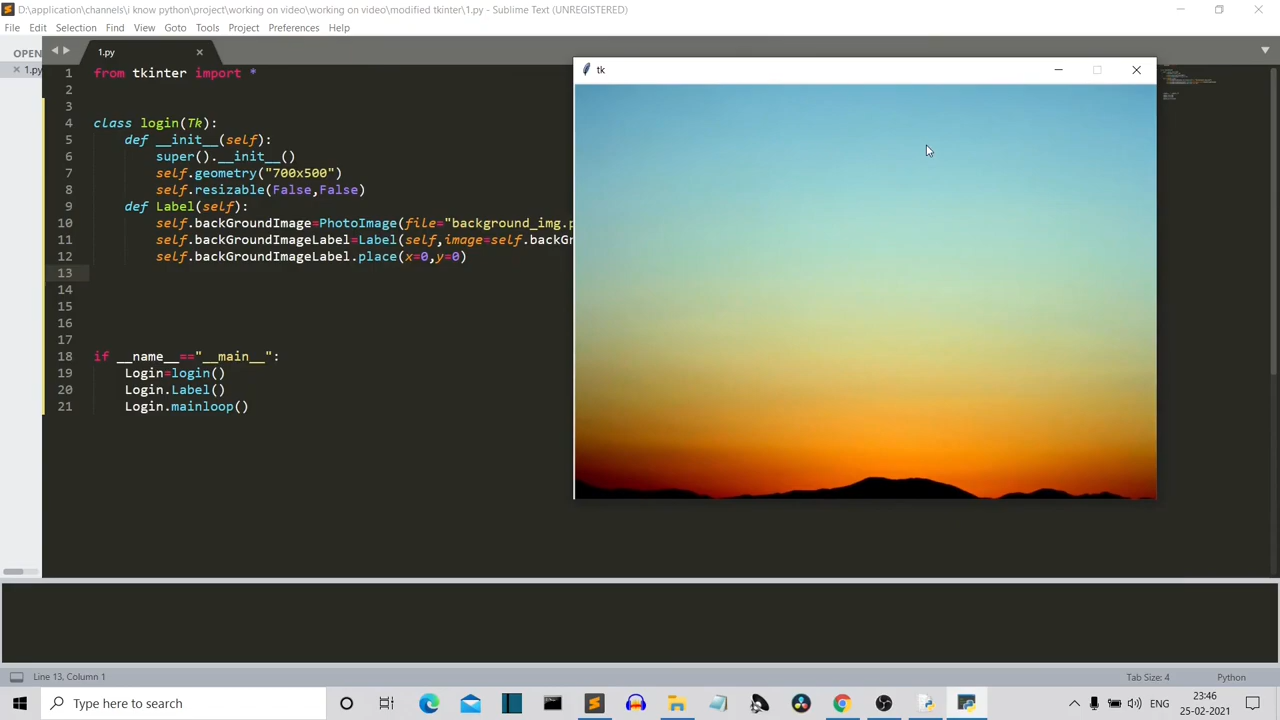 D:\application\channels\i know python\project\working on video\working on video\modified tkinter\1.py - Sublime Text (UNREGISTERED)
File Edit Selection Find View Goto Tools Project Preferences Help
OPEN
1.py
1.py
tk
1 from tkinter import *
2
3
4 class login(Tk):
5 def __init__(self):
6 super().__init__()
7 self.geometry("700x500")
8 self.resizable(False,False)
9 def Label(self):
10 self.backGroundImage=PhotoImage(file="background_img.p
11 self.backGroundImageLabel=Label(self,image=self.backGr
12 self.backGroundImageLabel.place(x=0,y=0)
13
14
15
16
17
18 if __name__=="__main__":
19 Login=login()
20 Login.Label()
21 Login.mainloop()
Line 13, Column 1
Tab Size: 4
Python
Type here to search
ENG
23:46
25-02-2021